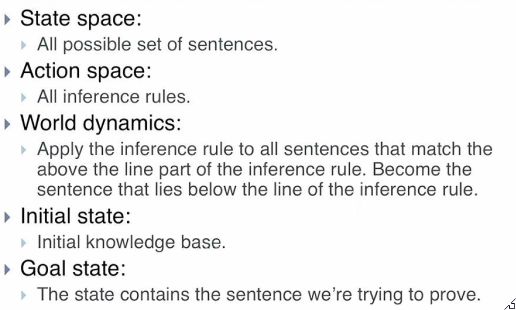 State space:
All possible set of sentences.
Action space:
All inference rules.
World dynamics:
Apply the inference rule to all sentences that match the
above the line part of the inference rule. Become the
sentence that lies below the line of the inference rule.
Initial state:
Initial knowledge base.
Goal state:
The state contains the sentence we're trying to prove.